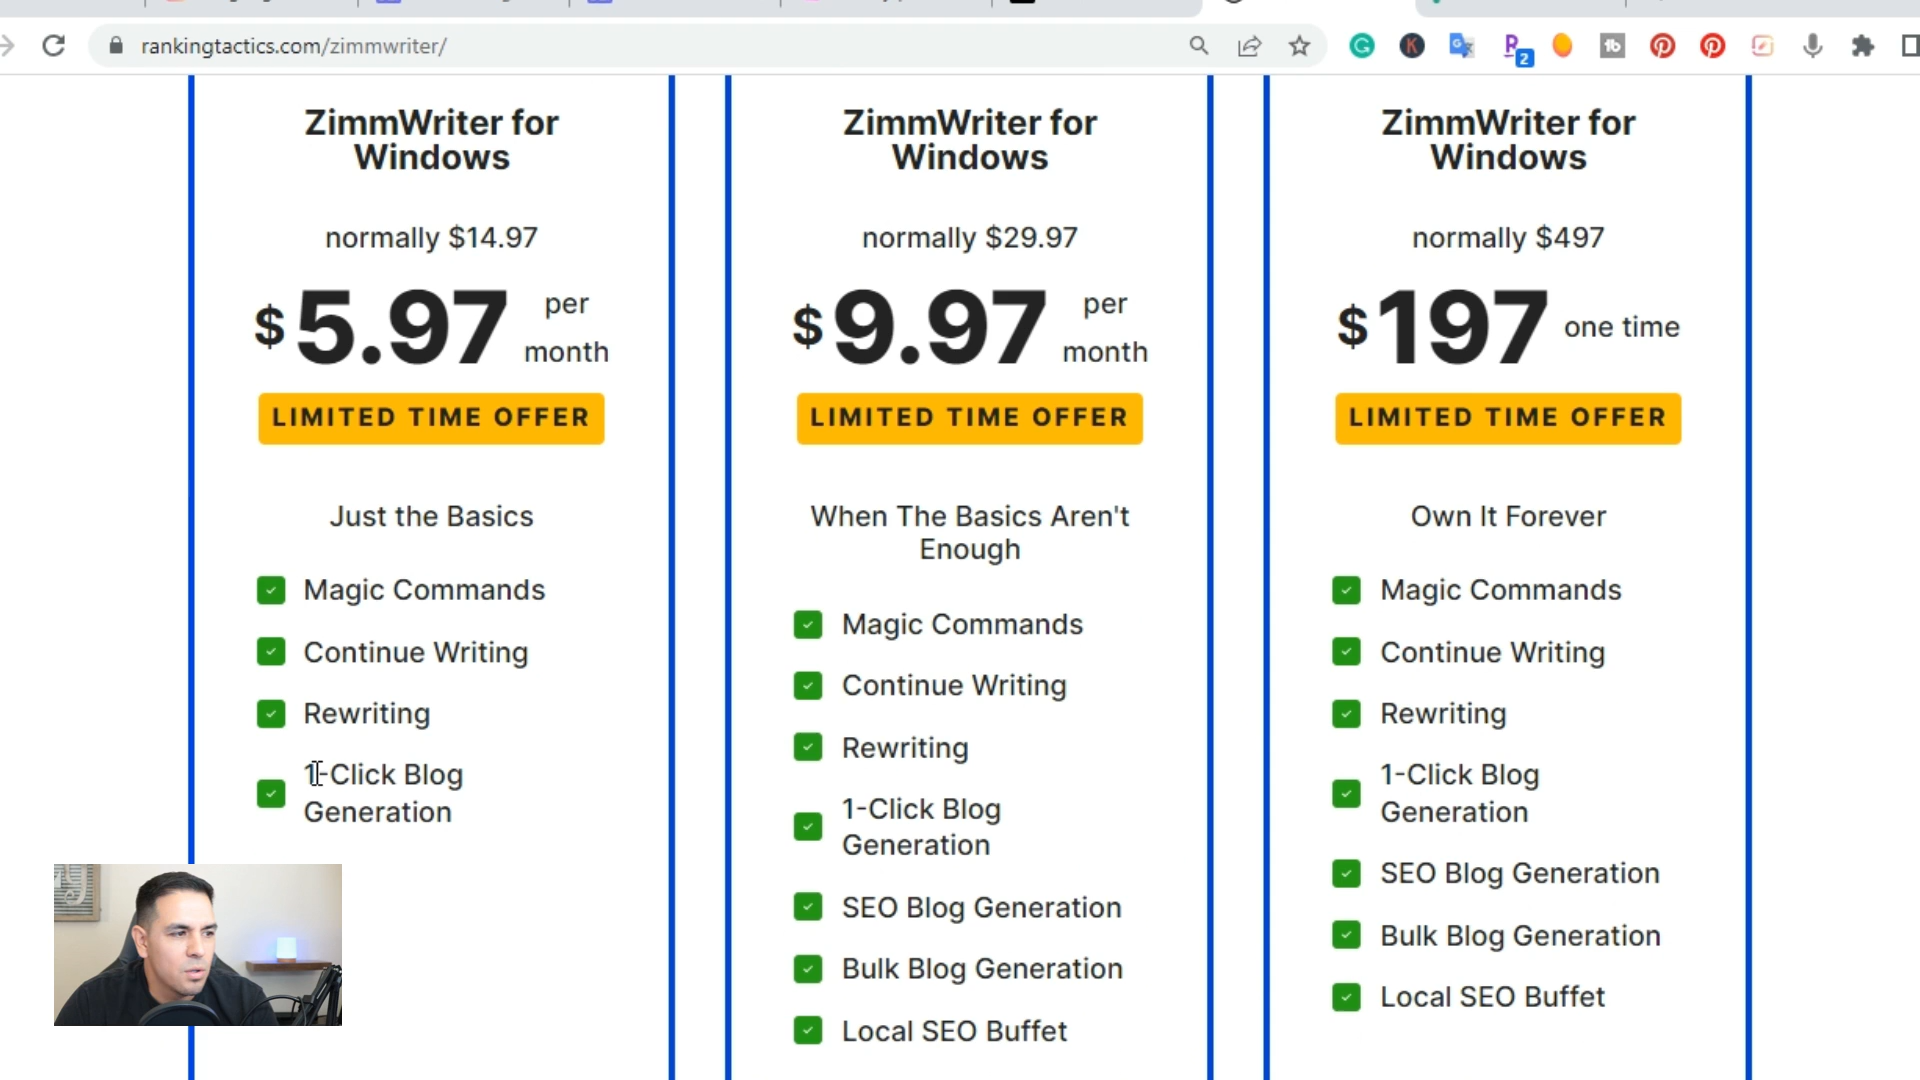 rankingtactics.com/zimmwriter/
2
ZimmWriter for
Windows
normally $14.97
$5.97 per
month
LIMITED TIME OFFER
Just the Basics
Magic Commands
Continue Writing
Rewriting
1-Click Blog
Generation
ZimmWriter for
Windows
normally $29.97
$9.97 per
month
LIMITED TIME OFFER
When The Basics Aren't
Enough
Magic Commands
Continue Writing
Rewriting
1-Click Blog
Generation
SEO Blog Generation
Bulk Blog Generation
Local SEO Buffet
ZimmWriter for
Windows
normally $497
$197 one time
LIMITED TIME OFFER
Own It Forever
Magic Commands
Continue Writing
Rewriting
1-Click Blog
Generation
SEO Blog Generation
Bulk Blog Generation
Local SEO Buffet